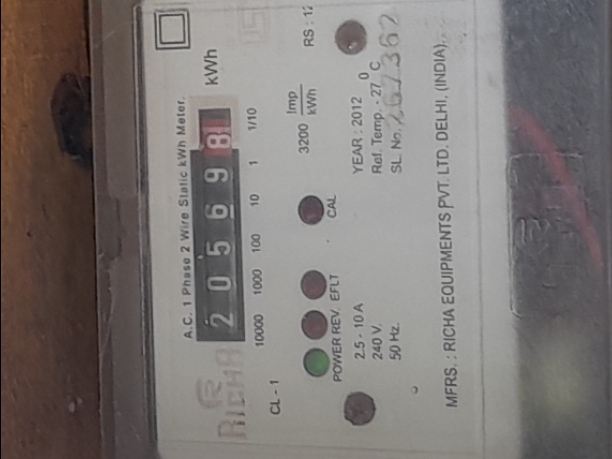 A.C. 1 Phase 2 Wire Static kWh Meter.
RICHA
2 0 5 6 9 8 kWh
10000 1000 100 10 1 1/10
CL - 1
POWER REV. EFLT CAL
3200 Imp/kWh
RS : 12
2.5 - 10 A
240 V.
50 Hz.
YEAR : 2012
Ref. Temp. - 27 °C
SL. No. 267362
MFRS. : RICHA EQUIPMENTS PVT. LTD. DELHI. (INDIA)